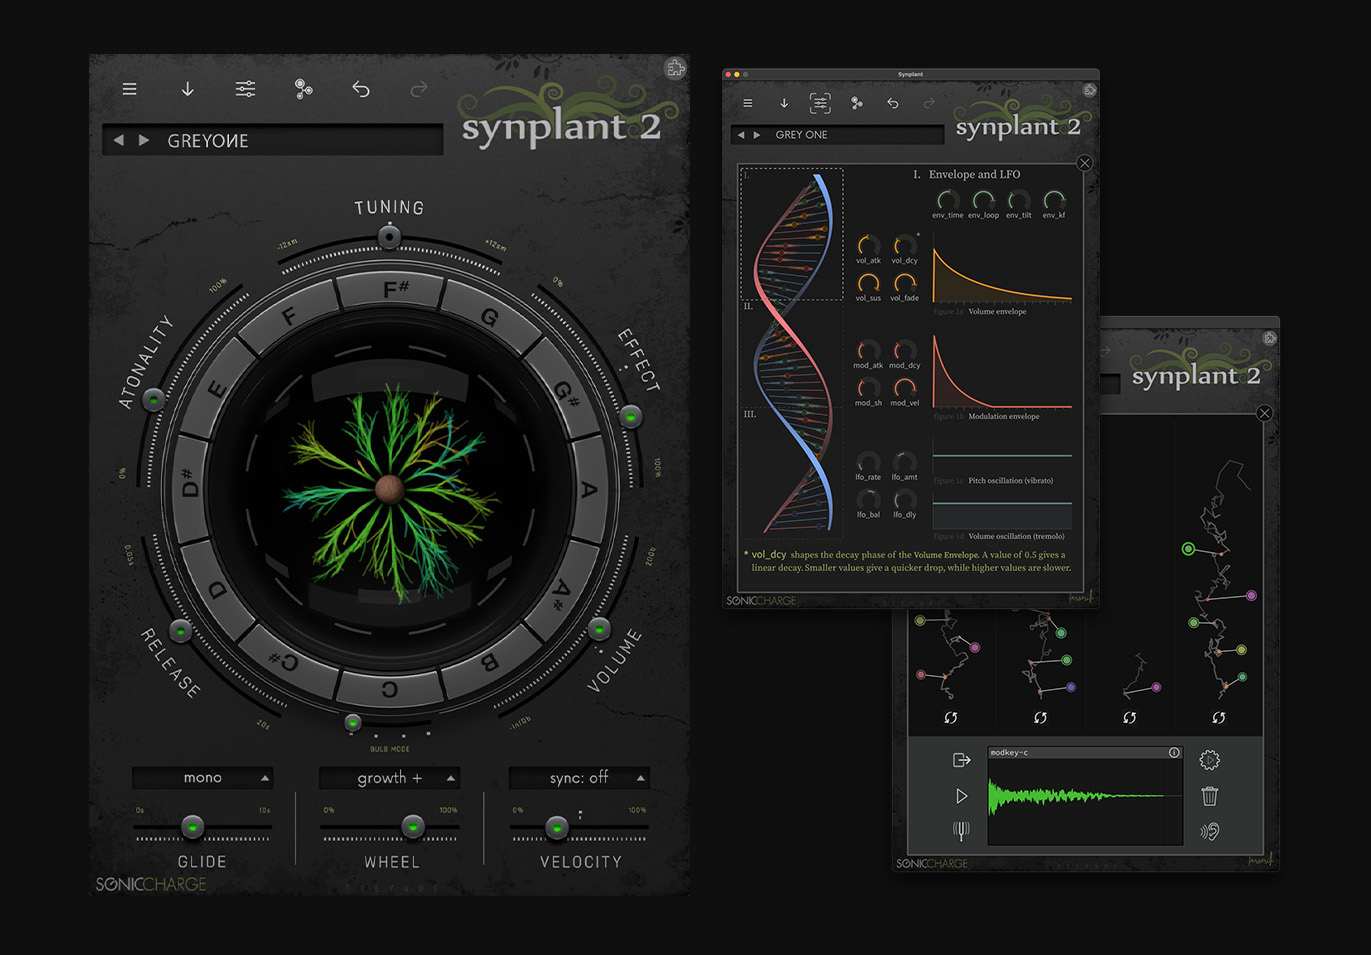 synplant 2
GREYONE
TUNING
-12sm
+12sm
ATONALITY
100%
0%
EFFECT
0%
100%
F#
G
G#
A
A#
B
C
C#
D
D#
E
F
RELEASE
0.05s
20s
VOLUME
200%
-inf/Db
BULB MODE
mono
growth +
sync: off
0s
10s
0%
100%
0%
100%
GLIDE
WHEEL
VELOCITY
SONICCHARGE
Synplant
synplant 2
GREY ONE
I.
II.
III.
I. Envelope and LFO
env_time env_loop env_tilt env_kf
vol_atk vol_dcy *
vol_sus vol_fade
figure 1a Volume envelope
mod_atk mod_dcy
mod_sh mod_vel
figure 1b Modulation envelope
lfo_rate lfo_amt
figure 1c Pitch oscillation (vibrato)
lfo_bal lfo_dly
figure 1d Volume oscillation (tremolo)
* vol_dcy shapes the decay phase of the Volume Envelope. A value of 0.5 gives a
linear decay. Smaller values give a quicker drop, while higher values are slower.
SONICCHARGE
synplant 2
modkey-c
SONICCHARGE